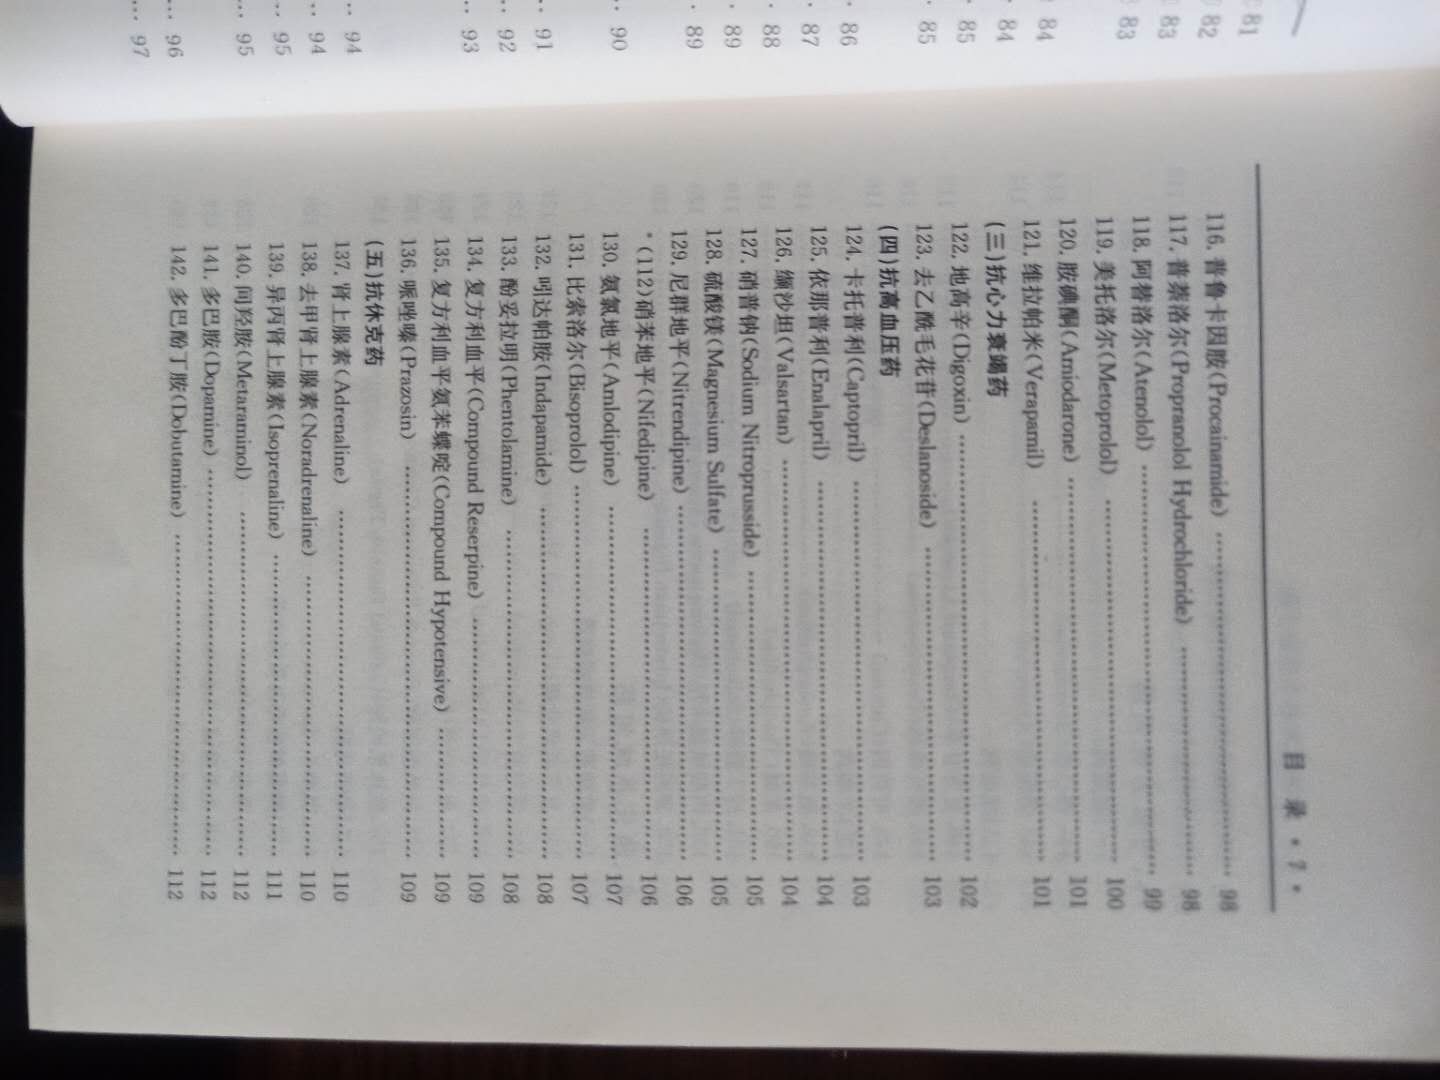 目 录 · 7 ·
116. 普鲁卡因胺(Procainamide) …… 98
117. 普萘洛尔(Propranolol Hydrochloride) …… 98
118. 阿替洛尔(Atenolol) …… 99
119. 美托洛尔(Metoprolol) …… 100
120. 胺碘酮(Amiodarone) …… 101
121. 维拉帕米(Verapamil) …… 101
(三)抗心力衰竭药
122. 地高辛(Digoxin) …… 102
123. 去乙酰毛花苷(Deslanoside) …… 103
(四)抗高血压药
124. 卡托普利(Captopril) …… 103
125. 依那普利(Enalapril) …… 104
126. 缬沙坦(Valsartan) …… 104
127. 硝普钠(Sodium Nitroprusside) …… 105
128. 硫酸镁(Magnesium Sulfate) …… 105
129. 尼群地平(Nitrendipine) …… 106
*(112)硝苯地平(Nifedipine) …… 106
130. 氨氯地平(Amlodipine) …… 107
131. 比索洛尔(Bisoprolol) …… 107
132. 吲达帕胺(Indapamide) …… 108
133. 酚妥拉明(Phentolamine) …… 108
134. 复方利血平(Compound Reserpine) …… 109
135. 复方利血平氨苯蝶啶(Compound Hypotensive) …… 109
136. 哌唑嗪(Prazosin) …… 109
(五)抗休克药
137. 肾上腺素(Adrenaline) …… 110
138. 去甲肾上腺素(Noradrenaline) …… 110
139. 异丙肾上腺素(Isoprenaline) …… 111
140. 间羟胺(Metaraminol) …… 112
141. 多巴胺(Dopamine) …… 112
142. 多巴酚丁胺(Dobutamine) …… 112
81
82
83
83
84
84
85
85
86
87
88
89
89
90
91
92
93
94
94
95
95
96
97